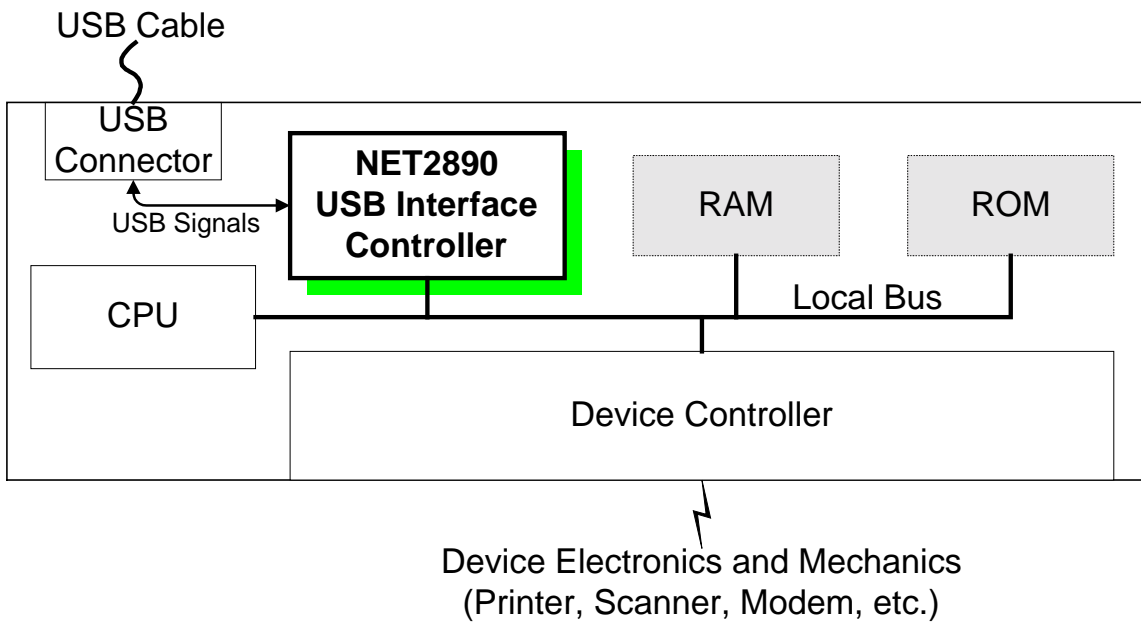 USB Cable
USB
Connector
USB Signals
NET2890
USB Interface
Controller
RAM
ROM
CPU
Local Bus
Device Controller
Device Electronics and Mechanics
(Printer, Scanner, Modem, etc.)